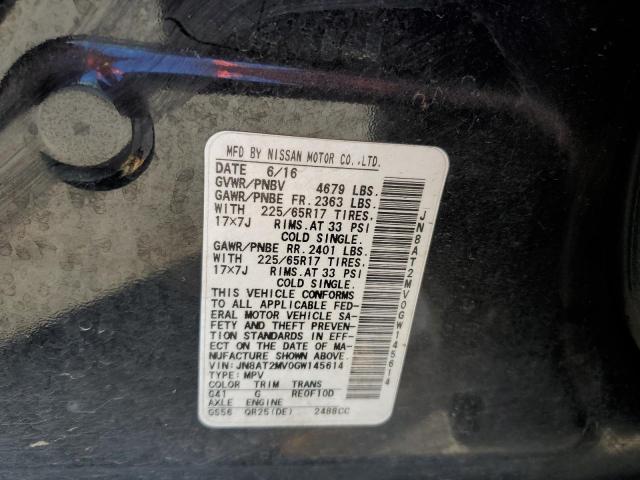 MFD BY NISSAN MOTOR CO.,LTD.
DATE 6/16
GVWR/PNBV 4679 LBS.
GAWR/PNBE FR. 2363 LBS.
WITH 225/65R17 TIRES.
17×7J RIMS.AT 33 PSI
COLD SINGLE.
GAWR/PNBE RR. 2401 LBS.
WITH 225/65R17 TIRES.
17×7J RIMS.AT 33 PSI
COLD SINGLE.
THIS VEHICLE CONFORMS
TO ALL APPLICABLE FED-
ERAL MOTOR VEHICLE SA-
FETY AND THEFT PREVEN-
TION STANDARDS IN EFF-
ECT ON THE DATE OF MA-
NUFACTURE SHOWN ABOVE.
VIN:JN8AT2MV0GW145614
TYPE:MPV
COLOR TRIM TRANS
G41 G RE0F10D
AXLE ENGINE
GS56 QR25(DE) 2488CC
JN8AT2MV0GW145614